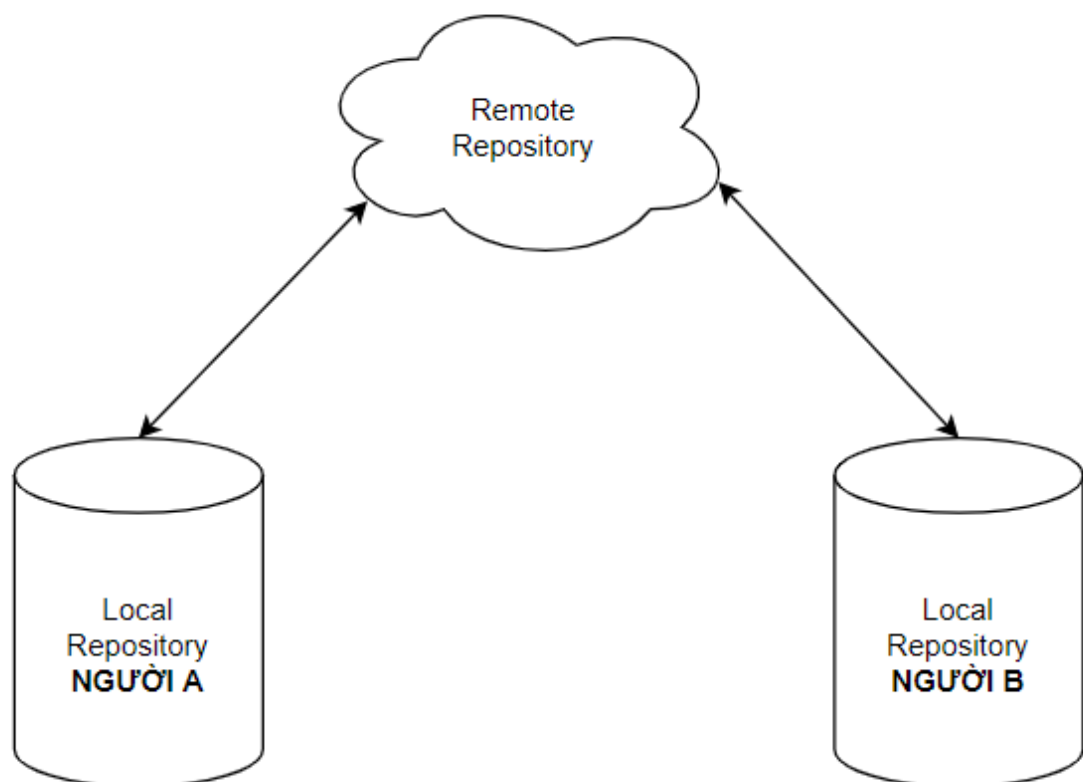 Remote
Repository
Local
Repository
NGƯỜI A
Local
Repository
NGƯỜI B